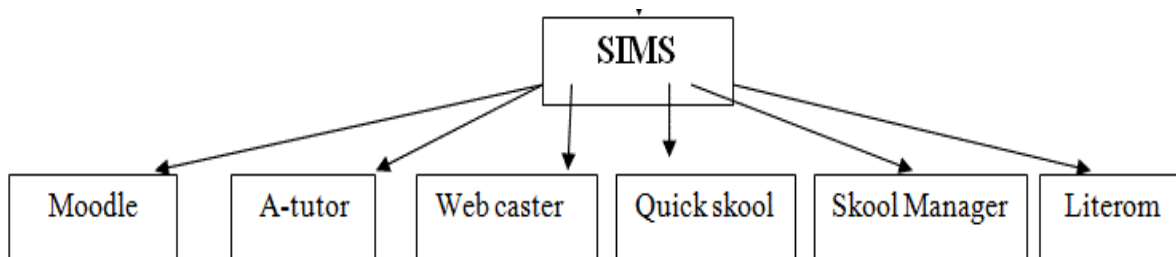 SIMS
Moodle
A-tutor
Web caster
Quick skool
Skool Manager
Literom